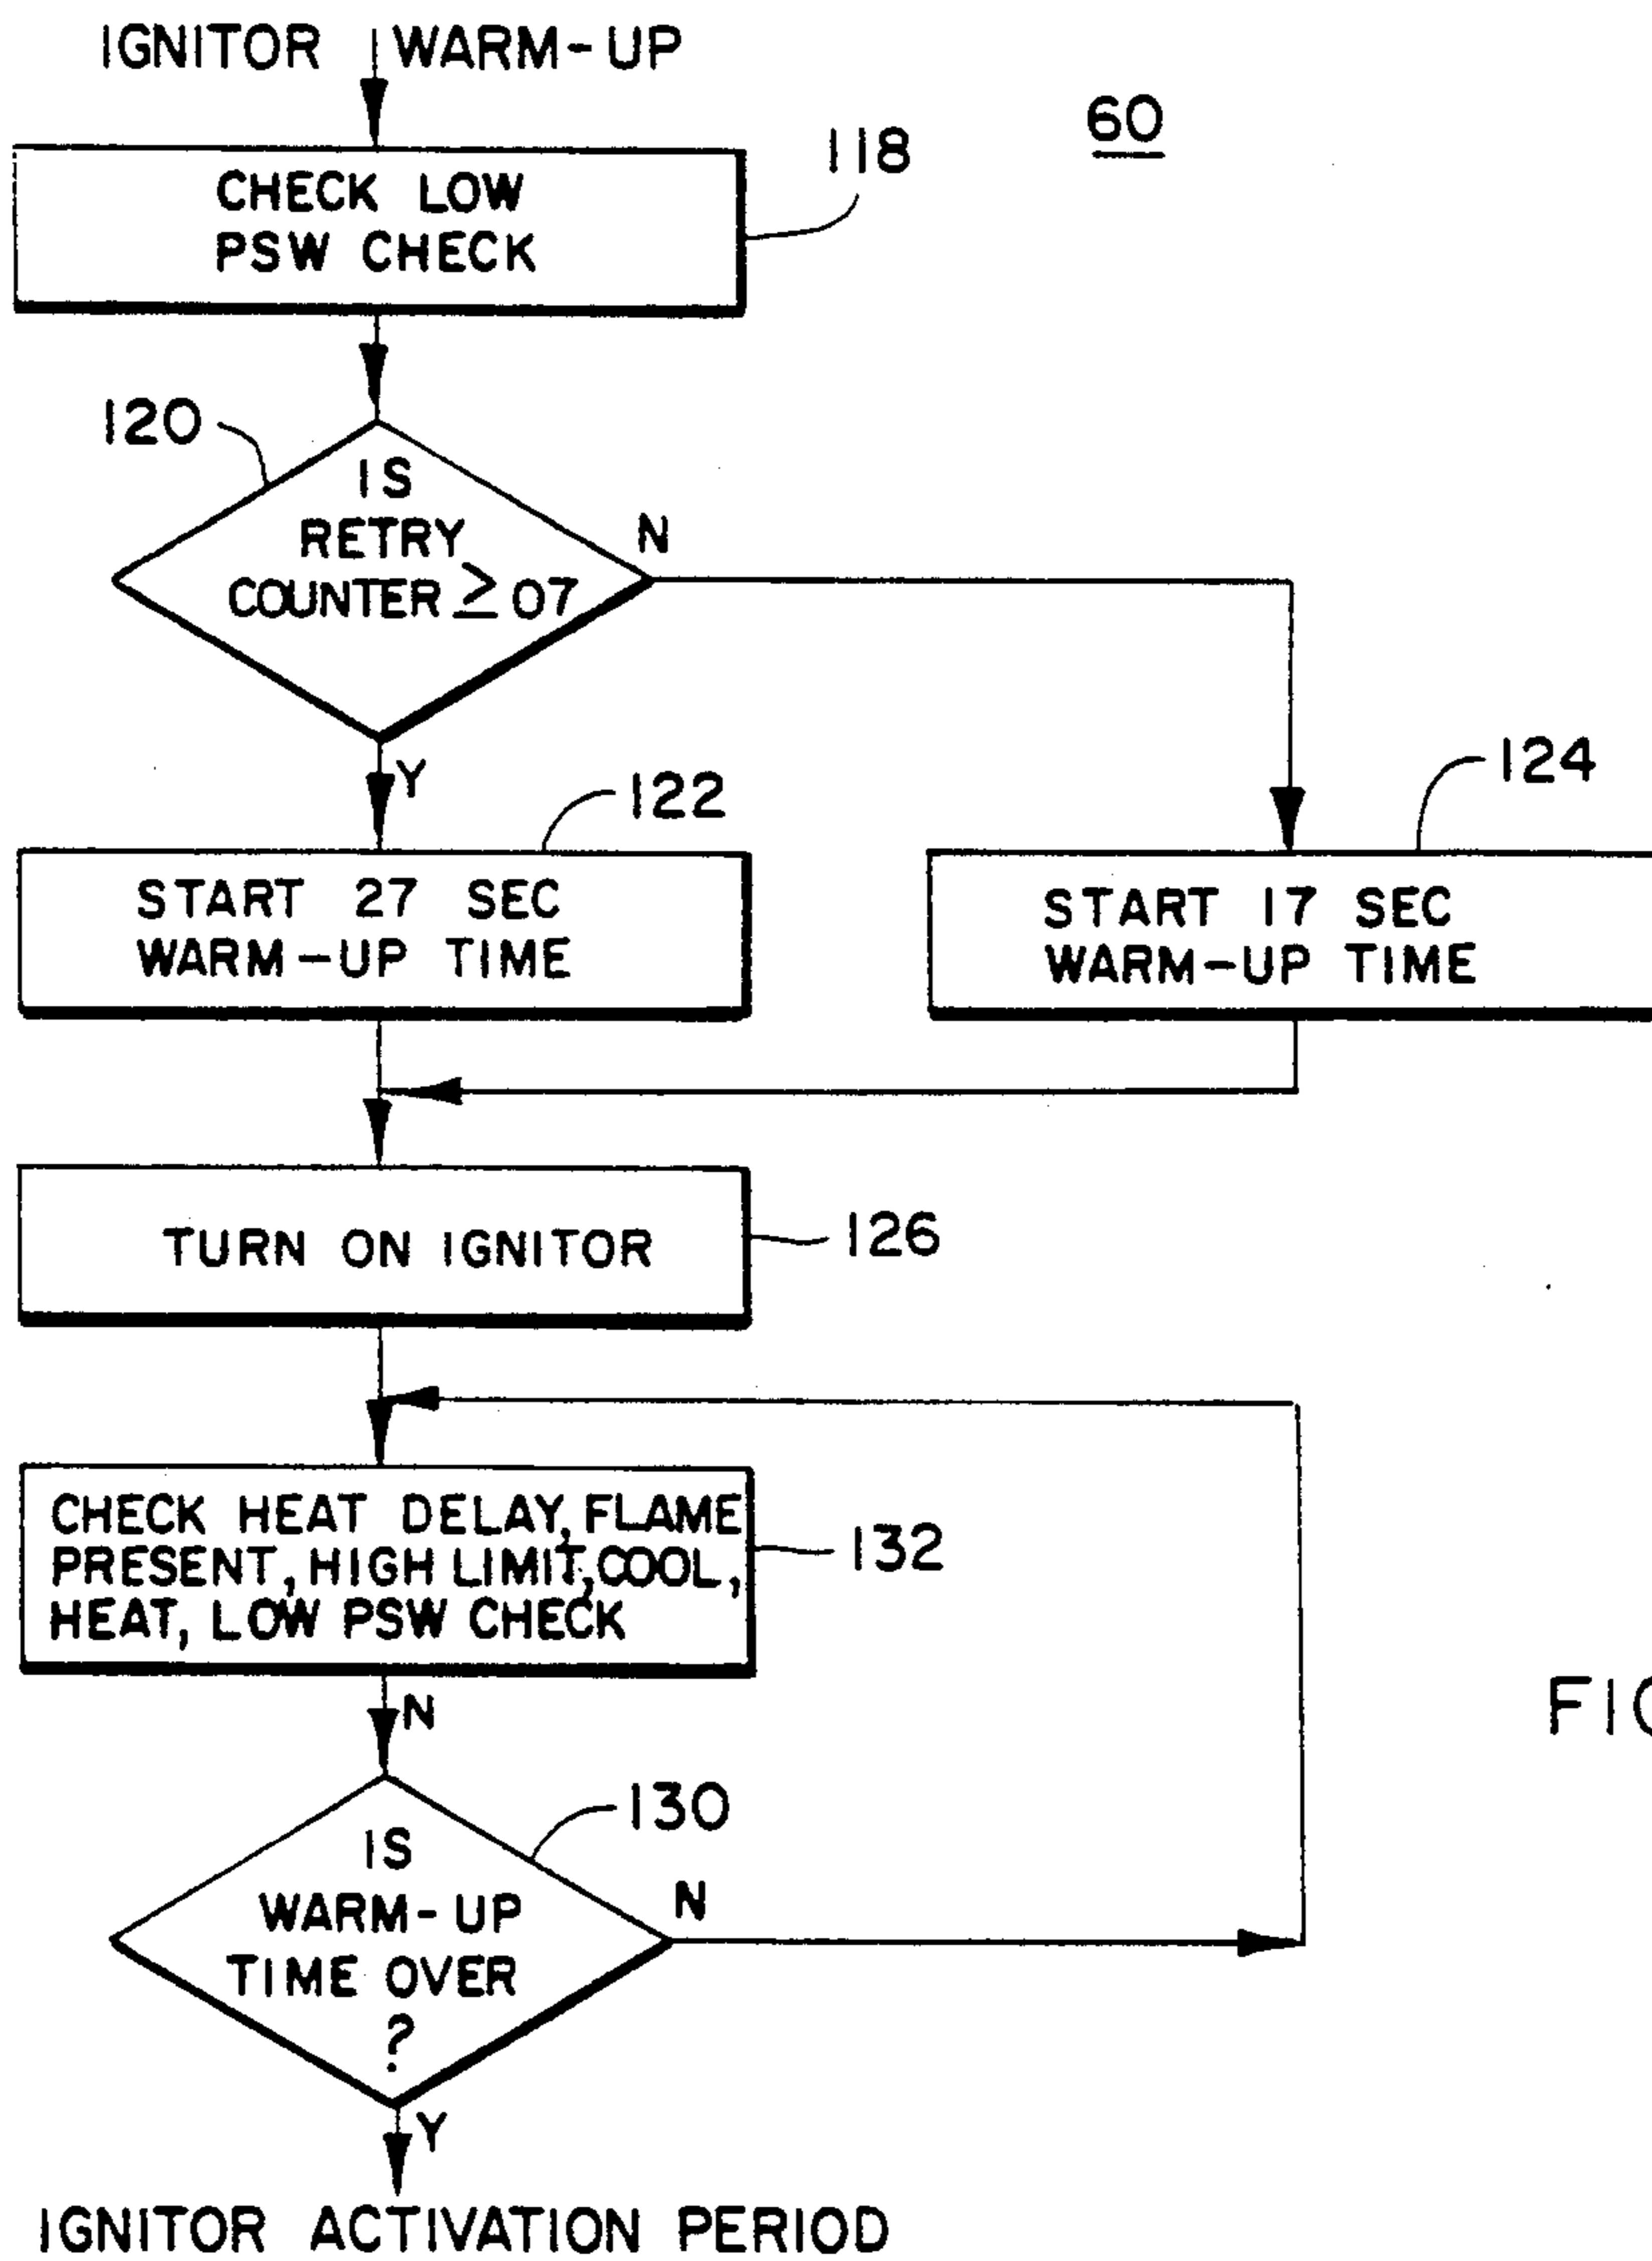 IGNITOR WARM-UP
60
118
CHECK LOW
PSW CHECK
120
IS
RETRY
COUNTER ≥ 07
N
Y
122
124
START 27 SEC
WARM-UP TIME
START 17 SEC
WARM-UP TIME
TURN ON IGNITOR
126
CHECK HEAT DELAY, FLAME
PRESENT, HIGH LIMIT, COOL,
HEAT, LOW PSW CHECK
132
N
130
IS
WARM-UP
TIME OVER
?
N
Y
IGNITOR ACTIVATION PERIOD